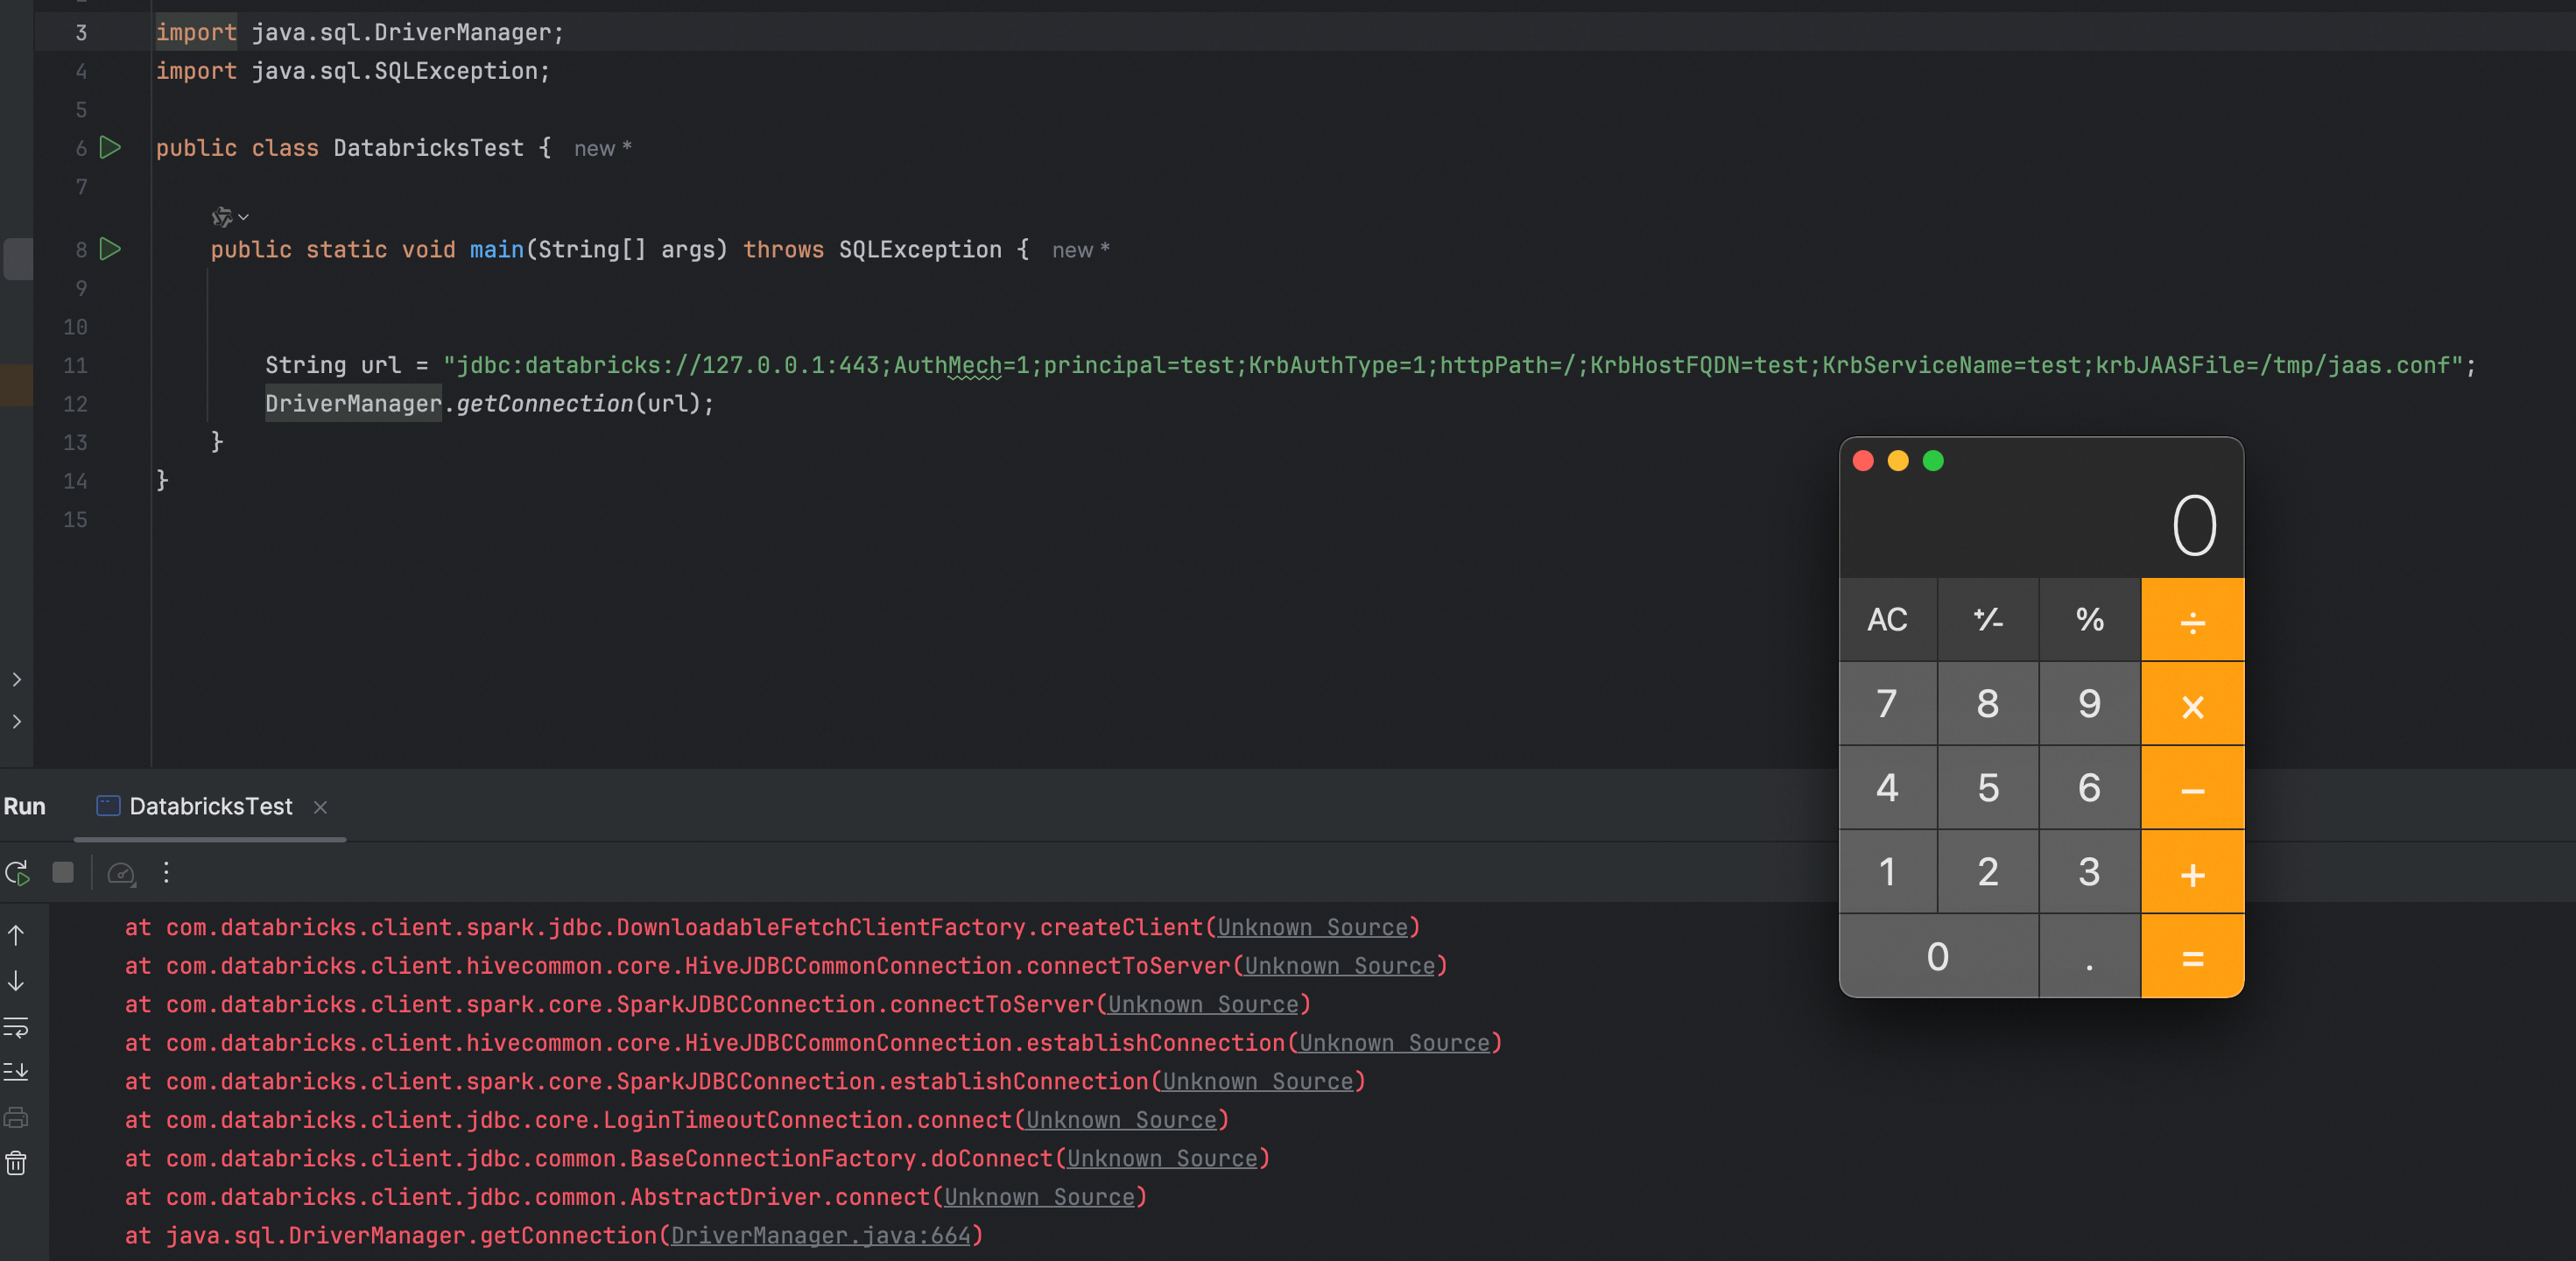 3 import java.sql.DriverManager;
4 import java.sql.SQLException;
5
6 public class DatabricksTest { new *
7
8 public static void main(String[] args) throws SQLException { new *
9
10
11 String url = "jdbc:databricks://127.0.0.1:443;AuthMech=1;principal=test;KrbAuthType=1;httpPath=/;KrbHostFQDN=test;KrbServiceName=test;krbJAASFile=/tmp/jaas.conf";
12 DriverManager.getConnection(url);
13 }
14 }
15
0
AC ⁺∕₋ % ÷
7 8 9 ×
4 5 6 −
1 2 3 +
0 . =
Run DatabricksTest ×
at com.databricks.client.spark.jdbc.DownloadableFetchClientFactory.createClient(Unknown Source)
at com.databricks.client.hivecommon.core.HiveJDBCCommonConnection.connectToServer(Unknown Source)
at com.databricks.client.spark.core.SparkJDBCConnection.connectToServer(Unknown Source)
at com.databricks.client.hivecommon.core.HiveJDBCCommonConnection.establishConnection(Unknown Source)
at com.databricks.client.spark.core.SparkJDBCConnection.establishConnection(Unknown Source)
at com.databricks.client.jdbc.core.LoginTimeoutConnection.connect(Unknown Source)
at com.databricks.client.jdbc.common.BaseConnectionFactory.doConnect(Unknown Source)
at com.databricks.client.jdbc.common.AbstractDriver.connect(Unknown Source)
at java.sql.DriverManager.getConnection(DriverManager.java:664)